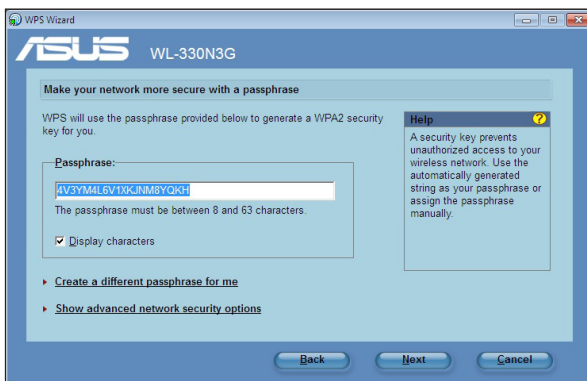 WPS Wizard
ASUS WL-330N3G
Make your network more secure with a passphrase
WPS will use the passphrase provided below to generate a WPA2 security
key for you.
Passphrase:
4V3YM4L6V1XKJNM8YQKH
The passphrase must be between 8 and 63 characters.
Display characters
Create a different passphrase for me
Show advanced network security options
Help
A security key prevents
unauthorized access to your
wireless network. Use the
automatically generated
string as your passphrase or
assign the passphrase
manually.
Back Next Cancel